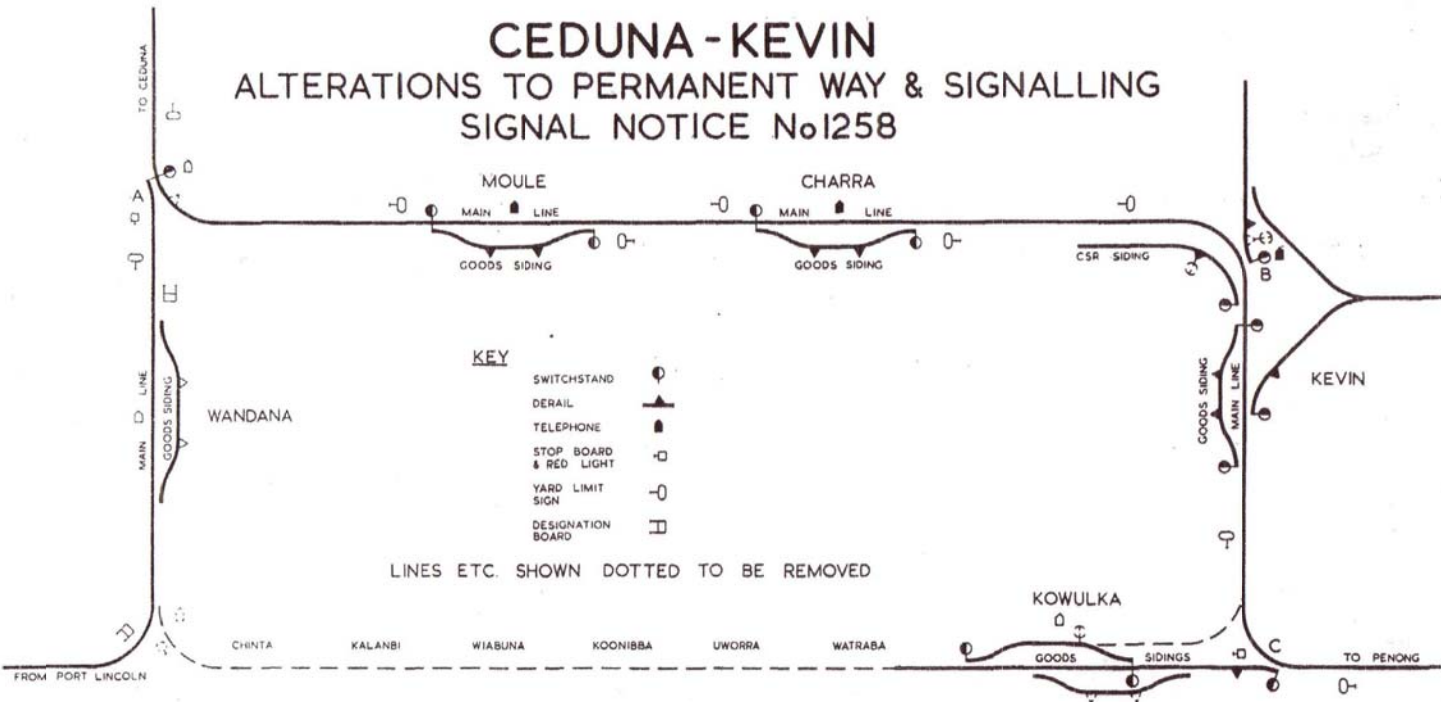 CEDUNA-KEVIN
ALTERATIONS TO PERMANENT WAY & SIGNALLING
SIGNAL NOTICE No 1258
TO CEDUNA
A
MOULE
MAIN LINE
GOODS SIDING
CHARRA
MAIN LINE
GOODS SIDING
CSR SIDING
B
KEVIN
GOODS SIDING
MAIN LINE
MAIN LINE
GOODS SIDING
WANDANA
KEY
SWITCHSTAND
DERAIL
TELEPHONE
STOP BOARD
& RED LIGHT
YARD LIMIT
SIGN
DESIGNATION
BOARD
LINES ETC. SHOWN DOTTED TO BE REMOVED
KOWULKA
CHINTA
KALANBI
WIABUNA
KOONIBBA
UWORRA
WATRABA
GOODS SIDINGS
C
TO PENONG
FROM PORT LINCOLN